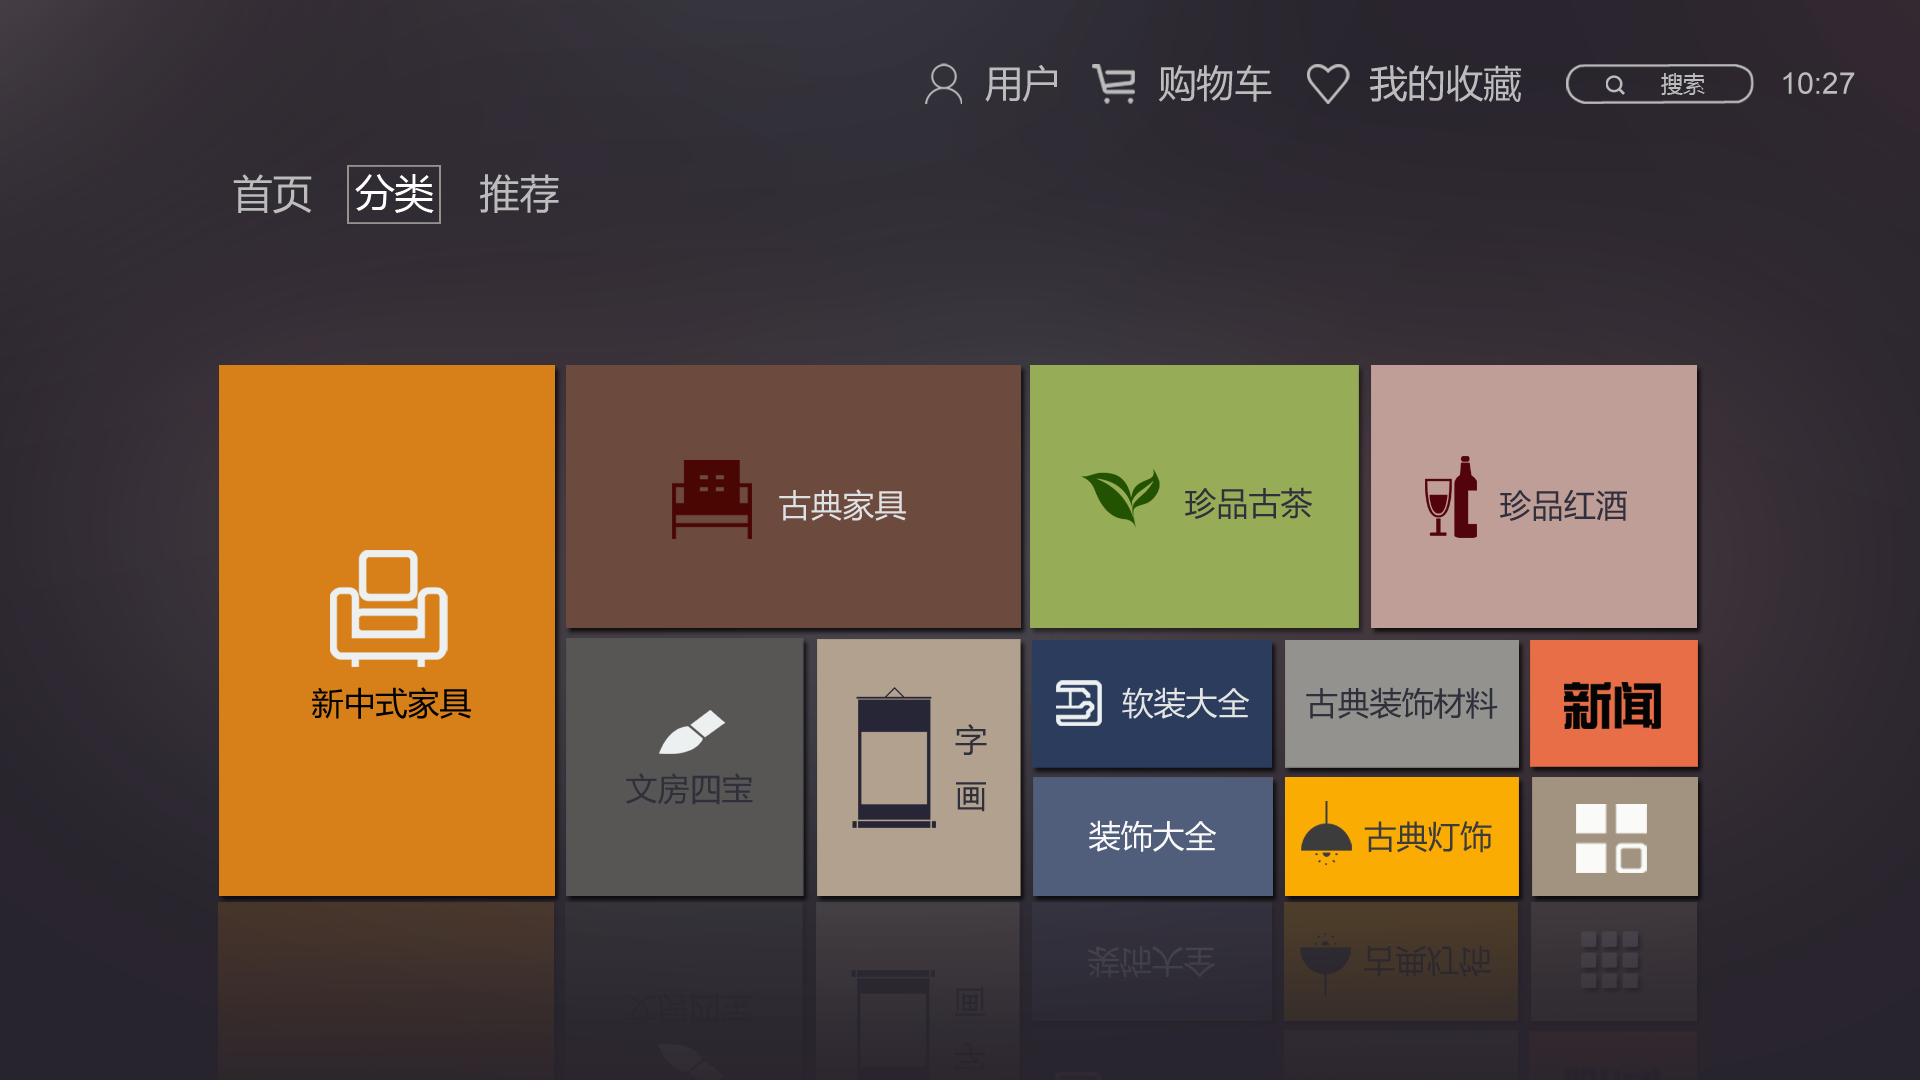 用户
购物车
我的收藏
搜索
10:27
首页
分类
推荐
新中式家具
古典家具
珍品古茶
珍品红酒
文房四宝
字
画
软装大全
古典装饰材料
新闻
装饰大全
古典灯饰